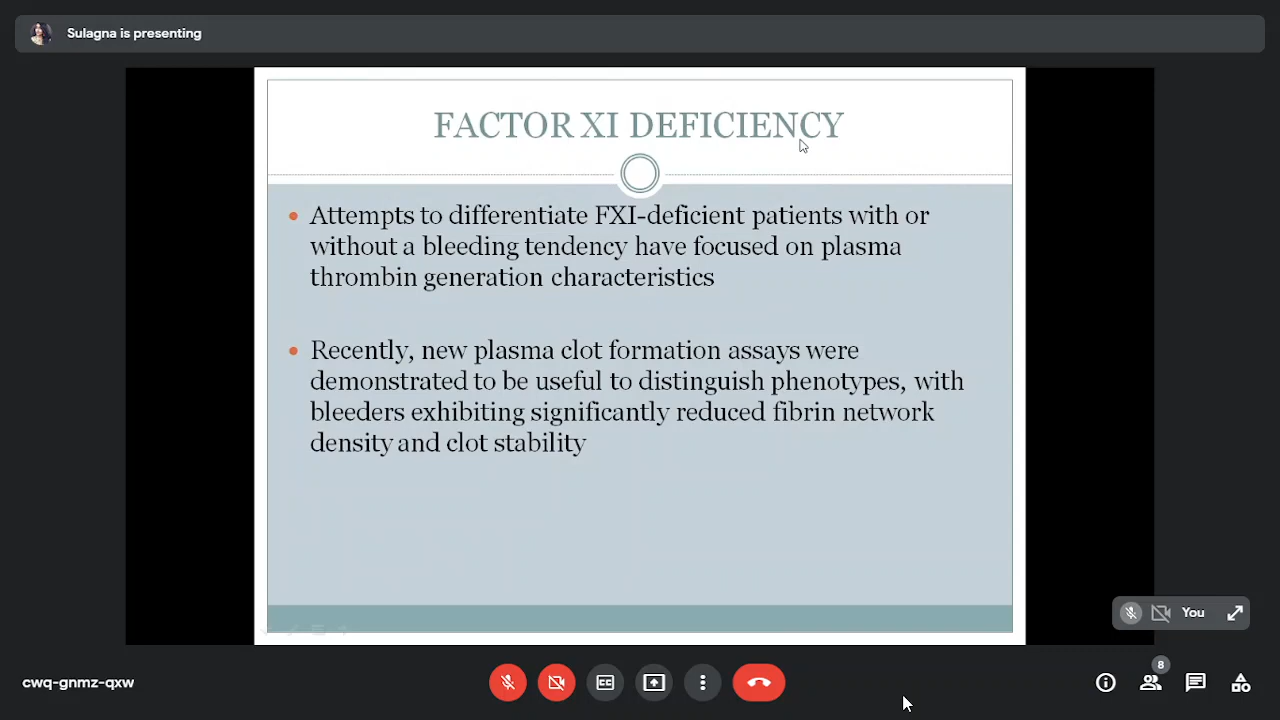 Sulagna is presenting
FACTOR XI DEFICIENCY
• Attempts to differentiate FXI-deficient patients with or
without a bleeding tendency have focused on plasma
thrombin generation characteristics
• Recently, new plasma clot formation assays were
demonstrated to be useful to distinguish phenotypes, with
bleeders exhibiting significantly reduced fibrin network
density and clot stability
You
8
cwq-gnmz-qxw
CC